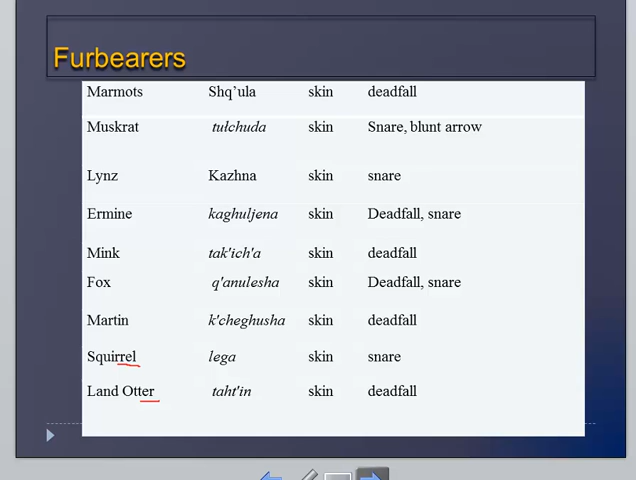 Furbearers
Marmots Shq'ula skin deadfall
Muskrat tułchuda skin Snare, blunt arrow
Lynz Kazhna skin snare
Ermine kaghuljena skin Deadfall, snare
Mink tak'ich'a skin deadfall
Fox q'anulesha skin Deadfall, snare
Martin k'cheghusha skin deadfall
Squirrel lega skin snare
Land Otter taht'in skin deadfall